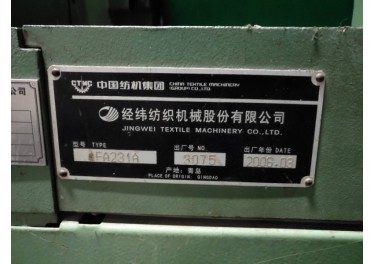 公司
CTMC 中国纺机集团 CHINA TEXTILE MACHINERY (GROUP) CO.,LTD.
经纬纺织机械股份有限公司
JINGWEI TEXTILE MACHINERY CO.,LTD.
型号 TYPE 出厂号 NO. 出厂年份 DATE
FA231A 3075 2006.03
产地:青岛
PLACE OF ORIGIN: QINGDAO